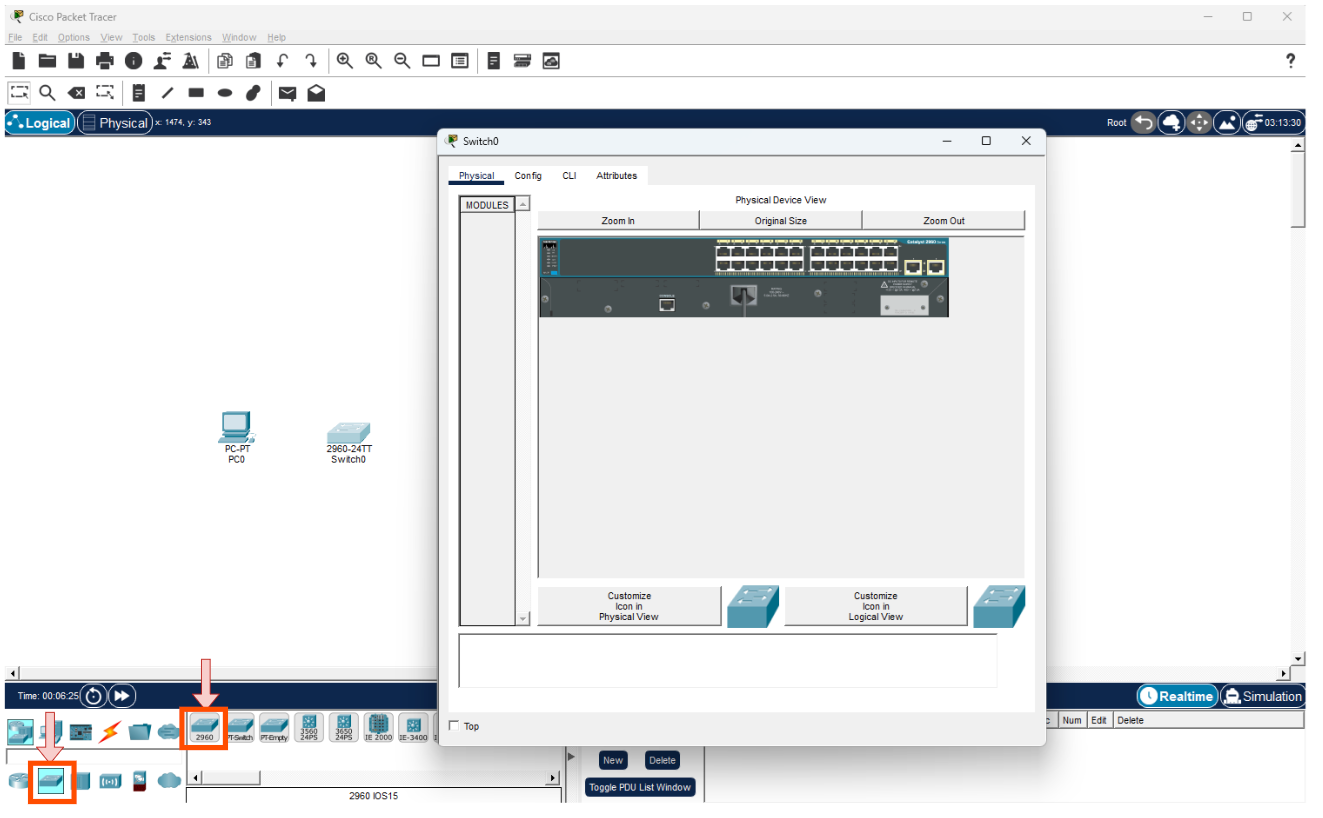 Cisco Packet Tracer
File Edit Options View Tools Extensions Window Help
?
Logical Physical x: 1474, y: 343 Root 03:13:30
Switch0
Physical Config CLI Attributes
MODULES
Physical Device View
Zoom In Original Size Zoom Out
Catalyst 2960
PC-PT
PC0
2960-24TT
Switch0
Customize
Icon in
Physical View
Customize
Icon in
Logical View
Time: 00:06:25
Realtime Simulation
Top
2960 PT-Switch PT-Empty 3560 24PS 3650 24PS IE 2000 IE-3400
Num Edit Delete
New Delete
Toggle PDU List Window
2960 IOS15